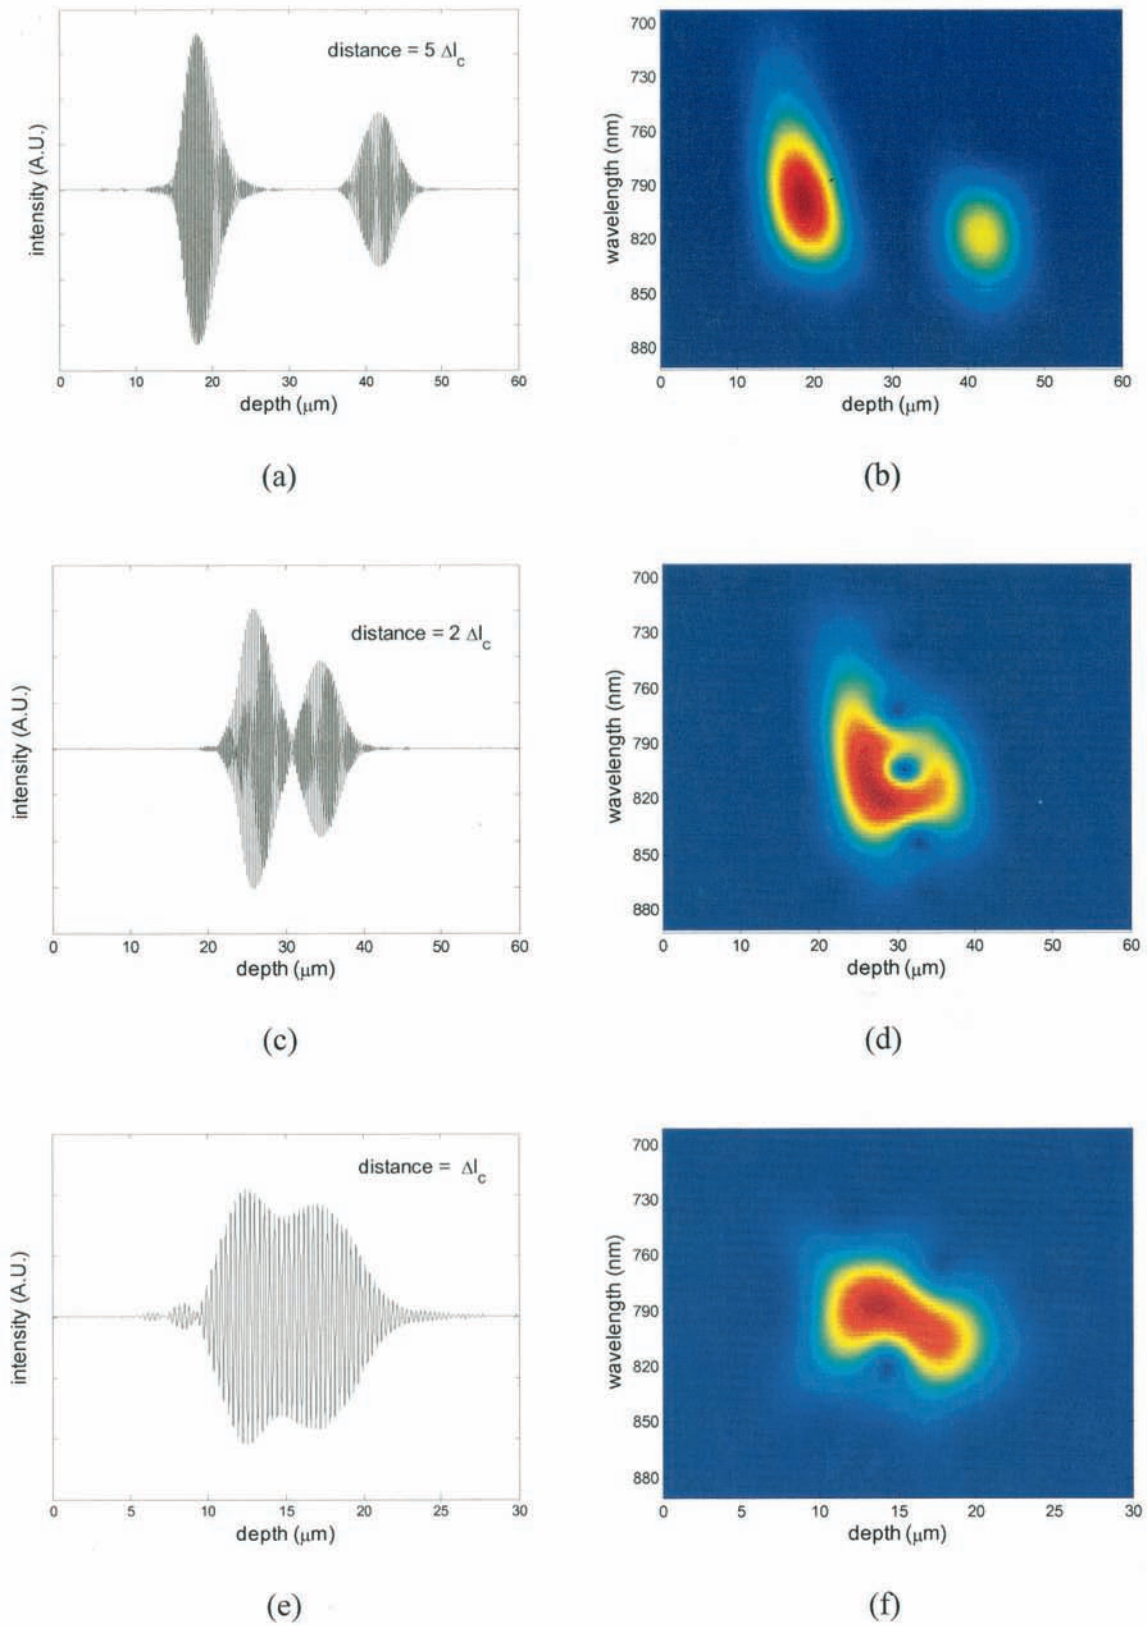 distance = 5 Δl_c
intensity (A.U.)
0 10 20 30 40 50 60
depth (μm)
(a)
700
730
760
790
820
850
880
wavelength (nm)
0 10 20 30 40 50 60
depth (μm)
(b)
distance = 2 Δl_c
intensity (A.U.)
0 10 20 30 40 50 60
depth (μm)
(c)
700
730
760
790
820
850
880
wavelength (nm)
0 10 20 30 40 50 60
depth (μm)
(d)
distance = Δl_c
intensity (A.U.)
0 5 10 15 20 25 30
depth (μm)
(e)
700
730
760
790
820
850
880
wavelength (nm)
0 5 10 15 20 25 30
depth (μm)
(f)